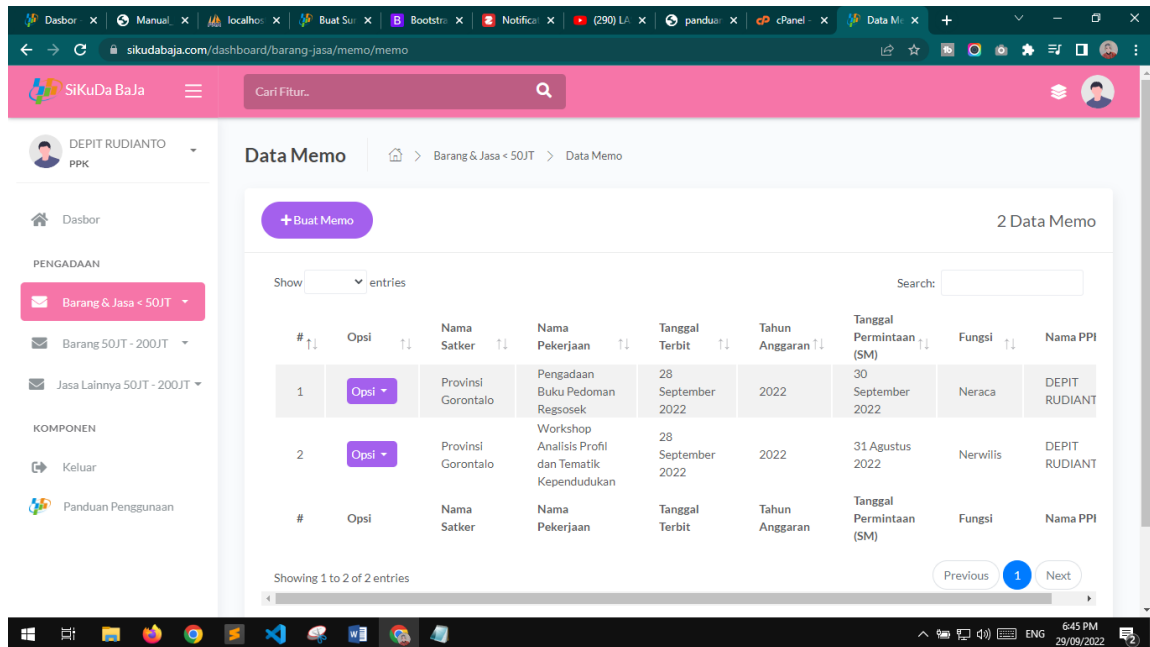 Dasbor -
Manual_
localhos
Buat Sur
Bootstra
Notificat
(290) LA
panduar
cPanel -
Data Me
sikudabaja.com/dashboard/barang-jasa/memo/memo
SiKuDa BaJa
Cari Fitur..
DEPIT RUDIANTO
PPK
Data Memo
> Barang & Jasa < 50JT > Data Memo
+ Buat Memo
2 Data Memo
Dasbor
PENGADAAN
Barang & Jasa < 50JT
Barang 50JT - 200JT
Jasa Lainnya 50JT - 200JT
KOMPONEN
Keluar
Panduan Penggunaan
Show entries
Search:
# Opsi Nama Satker Nama Pekerjaan Tanggal Terbit Tahun Anggaran Tanggal Permintaan (SM) Fungsi Nama PPK
1 Opsi Provinsi Gorontalo Pengadaan Buku Pedoman Regsosek 28 September 2022 2022 30 September 2022 Neraca DEPIT RUDIANT
2 Opsi Provinsi Gorontalo Workshop Analisis Profil dan Tematik Kependudukan 28 September 2022 2022 31 Agustus 2022 Nerwilis DEPIT RUDIANT
# Opsi Nama Satker Nama Pekerjaan Tanggal Terbit Tahun Anggaran Tanggal Permintaan (SM) Fungsi Nama PPK
Showing 1 to 2 of 2 entries
Previous 1 Next
ENG
6:45 PM
29/09/2022
2